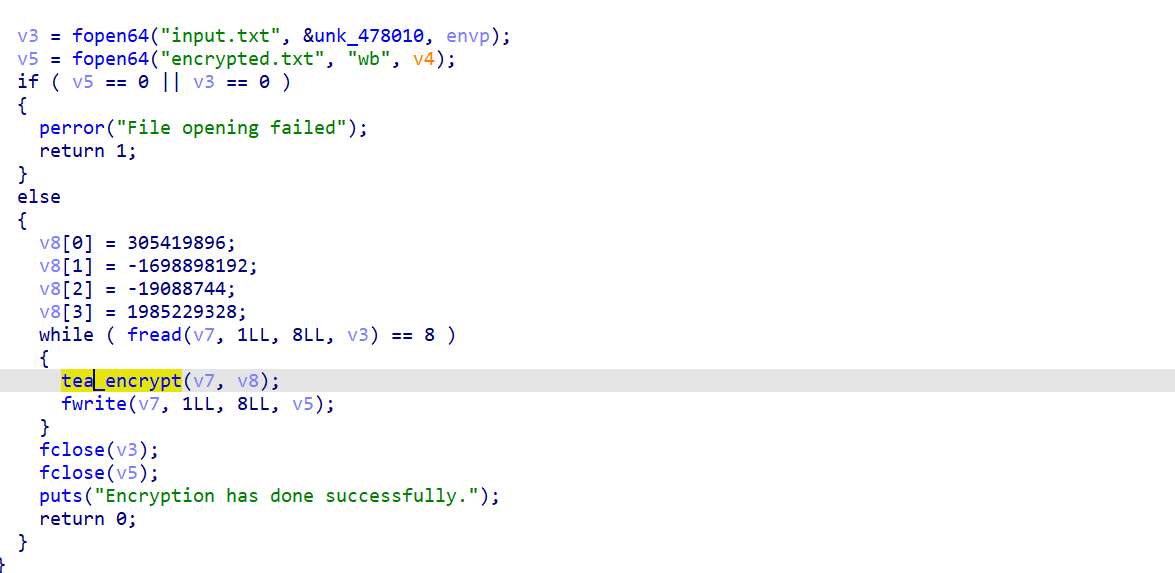 v3 = fopen64("input.txt", &unk_478010, envp);
v5 = fopen64("encrypted.txt", "wb", v4);
if ( v5 == 0 || v3 == 0 )
{
perror("File opening failed");
return 1;
}
else
{
v8[0] = 305419896;
v8[1] = -1698898192;
v8[2] = -19088744;
v8[3] = 1985229328;
while ( fread(v7, 1LL, 8LL, v3) == 8 )
{
tea_encrypt(v7, v8);
fwrite(v7, 1LL, 8LL, v5);
}
fclose(v3);
fclose(v5);
puts("Encryption has done successfully.");
return 0;
}
}